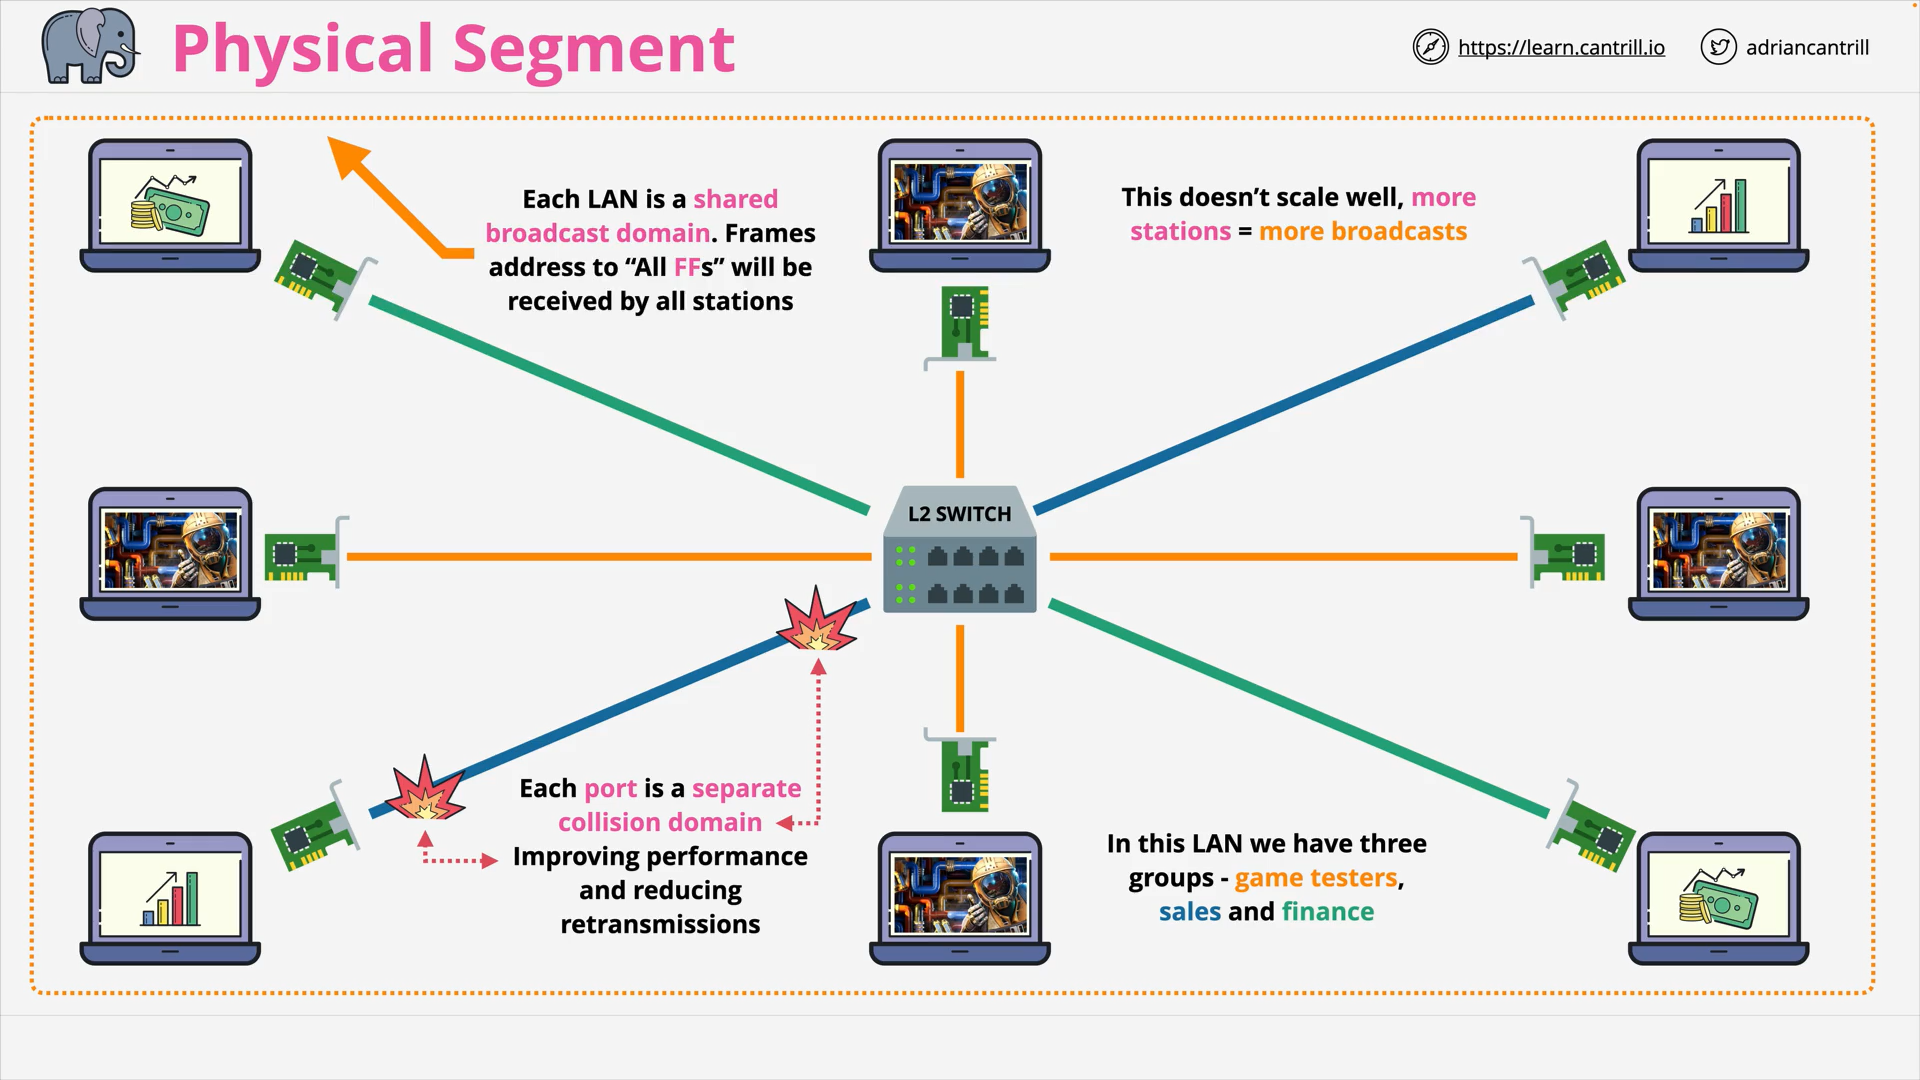 Physical Segment
https://learn.cantrill.io
adriancantrill
Each LAN is a shared
broadcast domain. Frames
address to “All FFs” will be
received by all stations
This doesn’t scale well, more
stations = more broadcasts
L2 SWITCH
Each port is a separate
collision domain
Improving performance
and reducing
retransmissions
In this LAN we have three
groups - game testers,
sales and finance